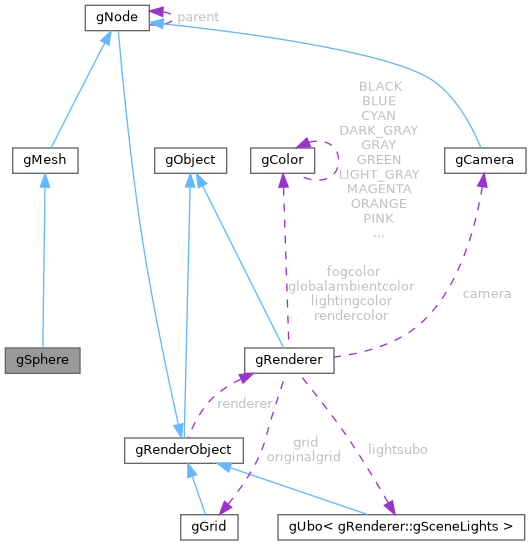 gNode
parent
BLACK
BLUE
CYAN
DARK_GRAY
GRAY
GREEN
LIGHT_GRAY
MAGENTA
ORANGE
PINK
...
gMesh
gObject
gColor
gCamera
fogcolor
globalambientcolor
lightingcolor
rendercolor
camera
gSphere
gRenderer
renderer
gRenderObject
grid
originalgrid
lightsubo
gGrid
gUbo< gRenderer::gSceneLights >